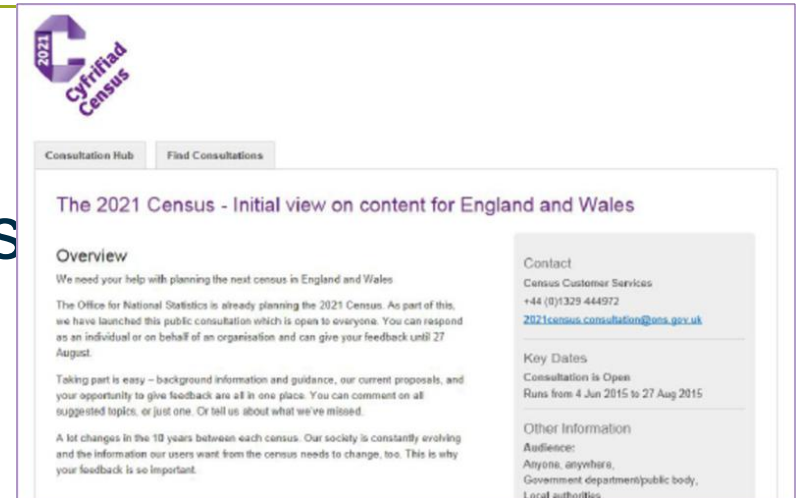 2021
Cyfrifiad
Census
Consultation Hub
Find Consultations
The 2021 Census - Initial view on content for England and Wales
s
Overview
We need your help with planning the next census in England and Wales
The Office for National Statistics is already planning the 2021 Census. As part of this,
we have launched this public consultation which is open to everyone. You can respond
as an individual or on behalf of an organisation and can give your feedback until 27
August.
Taking part is easy – background information and guidance, our current proposals, and
your opportunity to give feedback are all in one place. You can comment on all
suggested topics, or just one. Or tell us about what we've missed.
A lot changes in the 10 years between each census. Our society is constantly evolving
and the information our users want from the census needs to change, too. This is why
your feedback is so important.
Contact
Census Customer Services
+44 (0)1329 444972
2021census.consultation@ons.gov.uk
Key Dates
Consultation is Open
Runs from 4 Jun 2015 to 27 Aug 2015
Other Information
Audience:
Anyone, anywhere,
Government department/public body,
Local authorities